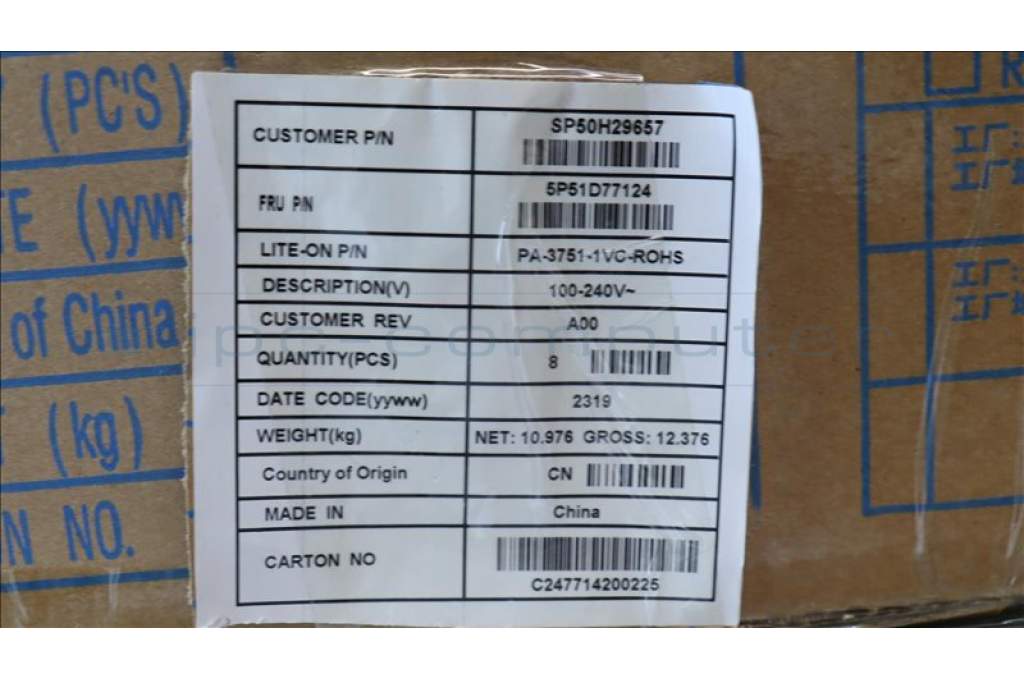 (PC'S)
E (yyw
of China
(kg)
N NO.
CUSTOMER P/N SP50H29657
FRU P/N 5P51D77124
LITE-ON P/N PA-3751-1VC-ROHS
DESCRIPTION(V) 100-240V~
CUSTOMER REV A00
QUANTITY(PCS) 8
DATE CODE(yyww) 2319
WEIGHT(kg) NET: 10.976 GROSS: 12.376
Country of Origin CN
MADE IN China
CARTON NO
C247714200225
ipc-computer
R